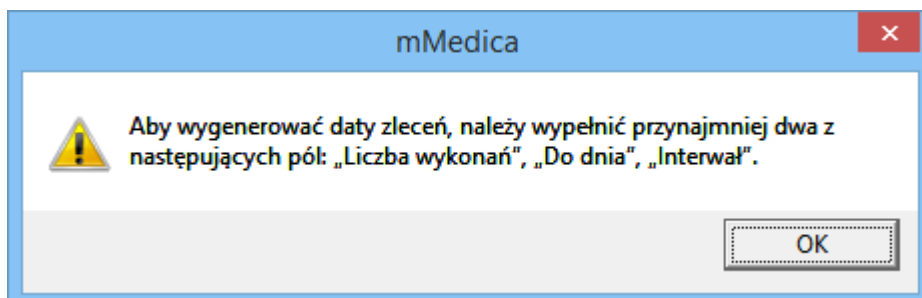 mMedica
Aby wygenerować daty zleceń, należy wypełnić przynajmniej dwa z
następujących pól: „Liczba wykonań”, „Do dnia”, „Interwał”.
OK